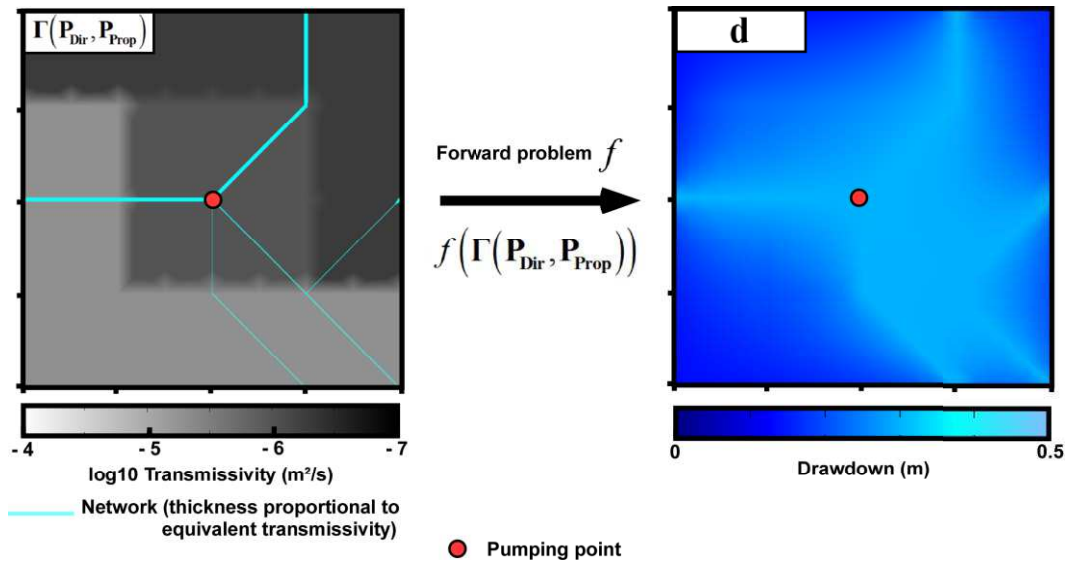 Γ(P_Dir, P_Prop)
d
Forward problem f
f(Γ(P_Dir, P_Prop))
- 4 - 5 - 6 - 7
log10 Transmissivity (m²/s)
0 0.5
Drawdown (m)
Network (thickness proportional to
equivalent transmissivity)
Pumping point